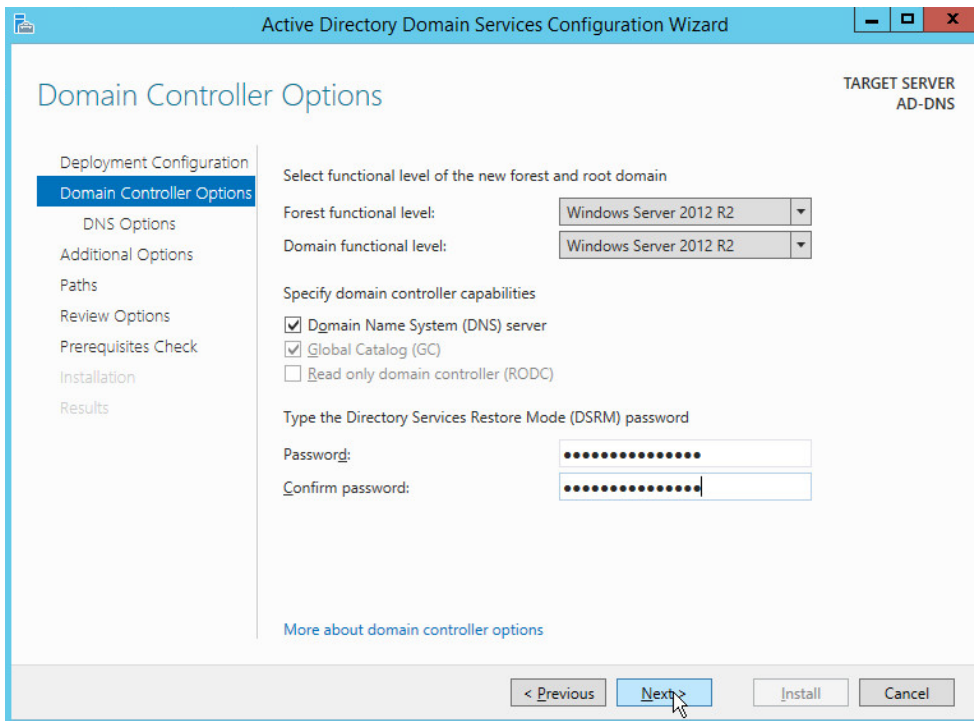 Active Directory Domain Services Configuration Wizard
Domain Controller Options
TARGET SERVER
AD-DNS
Deployment Configuration
Domain Controller Options
DNS Options
Additional Options
Paths
Review Options
Prerequisites Check
Installation
Results
Select functional level of the new forest and root domain
Forest functional level: Windows Server 2012 R2
Domain functional level: Windows Server 2012 R2
Specify domain controller capabilities
Domain Name System (DNS) server
Global Catalog (GC)
Read only domain controller (RODC)
Type the Directory Services Restore Mode (DSRM) password
Password: •••••••••••••••
Confirm password: •••••••••••••••
More about domain controller options
< Previous Next > Install Cancel